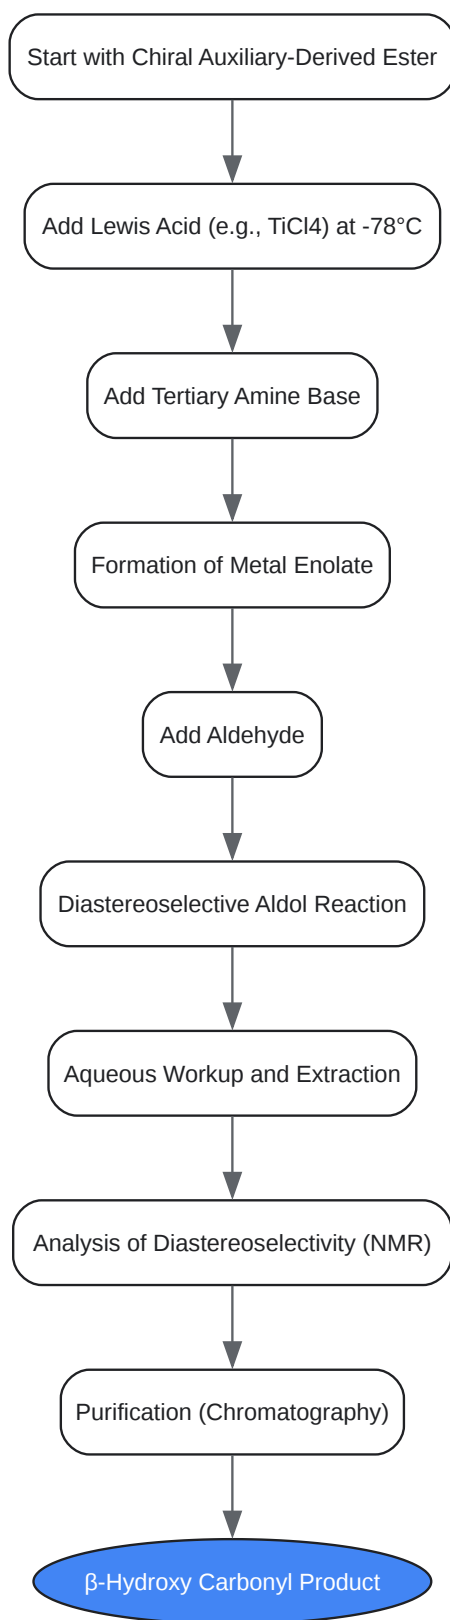 Start with Chiral Auxiliary-Derived Ester
Add Lewis Acid (e.g., TiCl4) at -78°C
Add Tertiary Amine Base
Formation of Metal Enolate
Add Aldehyde
Diastereoselective Aldol Reaction
Aqueous Workup and Extraction
Analysis of Diastereoselectivity (NMR)
Purification (Chromatography)
β-Hydroxy Carbonyl Product